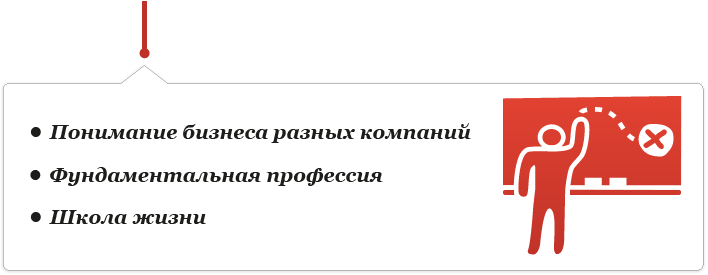 Понимание бизнеса разных компаний
Фундаментальная профессия
Школа жизни